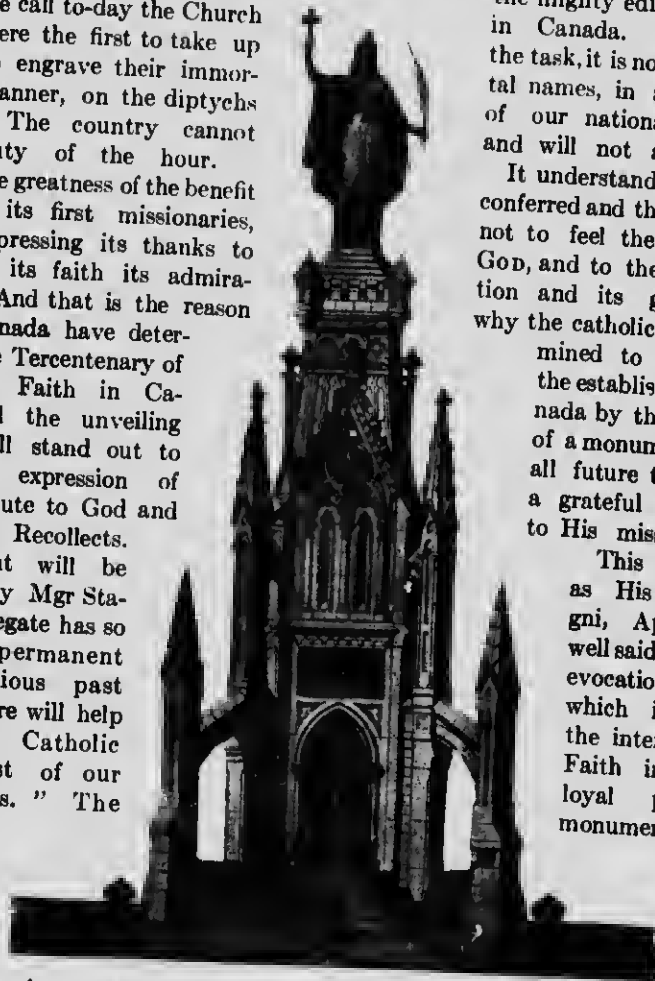 e call to-day the Church
ere the first to take up
engrave their immor-
anner, on the diptychs
The country cannot
uty of the hour.
e greatness of the benefit
its first missionaries,
pressing its thanks to
its faith its admira-
And that is the reason
nada have deter-
e Tercentenary of
Faith in Ca-
d the unveiling
ll stand out to
expression of
ute to God and
Recollects.
t will be
y Mgr Sta-
egate has so
permanent
ious past
re will help
Catholic
st of our
s. " The
the mighty edi
in Canada.
the task, it is no
tal names, in a
of our nationa
and will not a
It understand
conferred and th
not to feel the
GOD, and to the
tion and its g
why the catholic
mined to
the establis
nada by th
of a monum
all future t
a grateful
to His mis
This
as His
gni, Ap
well said
evocatio
which i
the inte
Faith in
loyal p
monume